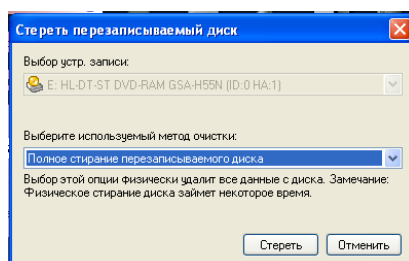 Стереть перезаписываемый диск
Выбор устр. записи:
E: HL-DT-ST DVD-RAM GSA-H55N (ID:0 HA:1)
Выберите используемый метод очистки:
Полное стирание перезаписываемого диска
Выбор этой опции физически удалит все данные с диска. Замечание:
Физическое стирание диска займет некоторое время.
Стереть Отменить